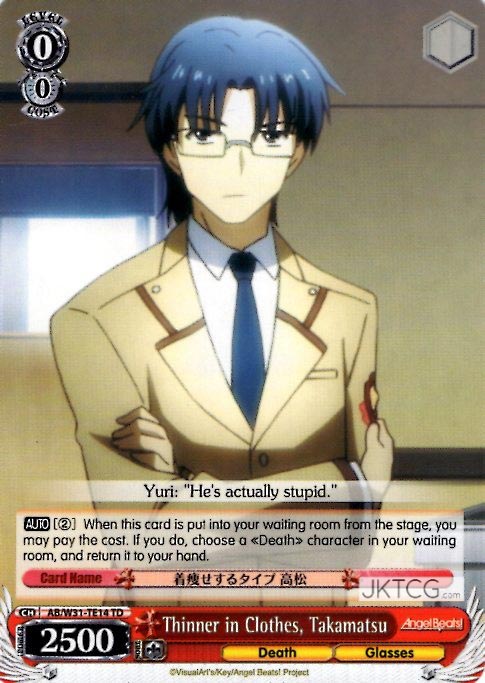 LEVEL
0
0
COST
Yuri: "He's actually stupid."
AUTO [②] When this card is put into your waiting room from the stage, you
may pay the cost. If you do, choose a «Death» character in your waiting
room, and return it to your hand.
Card Name 着痩せするタイプ 高松
JKTCG.com
CH AB/W31-TE14 TD
Thinner in Clothes, Takamatsu
Angel Beats!
POWER 2500 SOUL
Death Glasses
©VisualArt's/Key/Angel Beats! Project